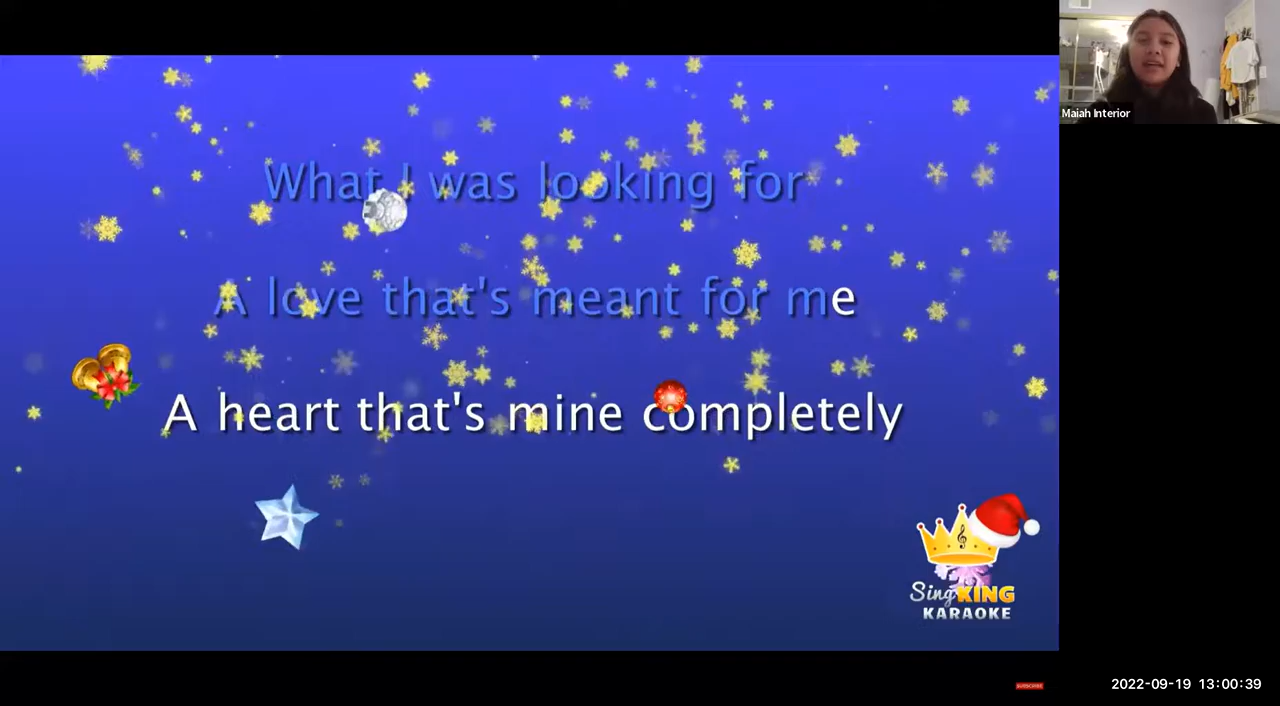 What I was looking for
A love that's meant for me
A heart that's mine completely
Sing KING
KARAOKE
Maiah Interior
SUBSCRIBE
2022-09-19 13:00:39